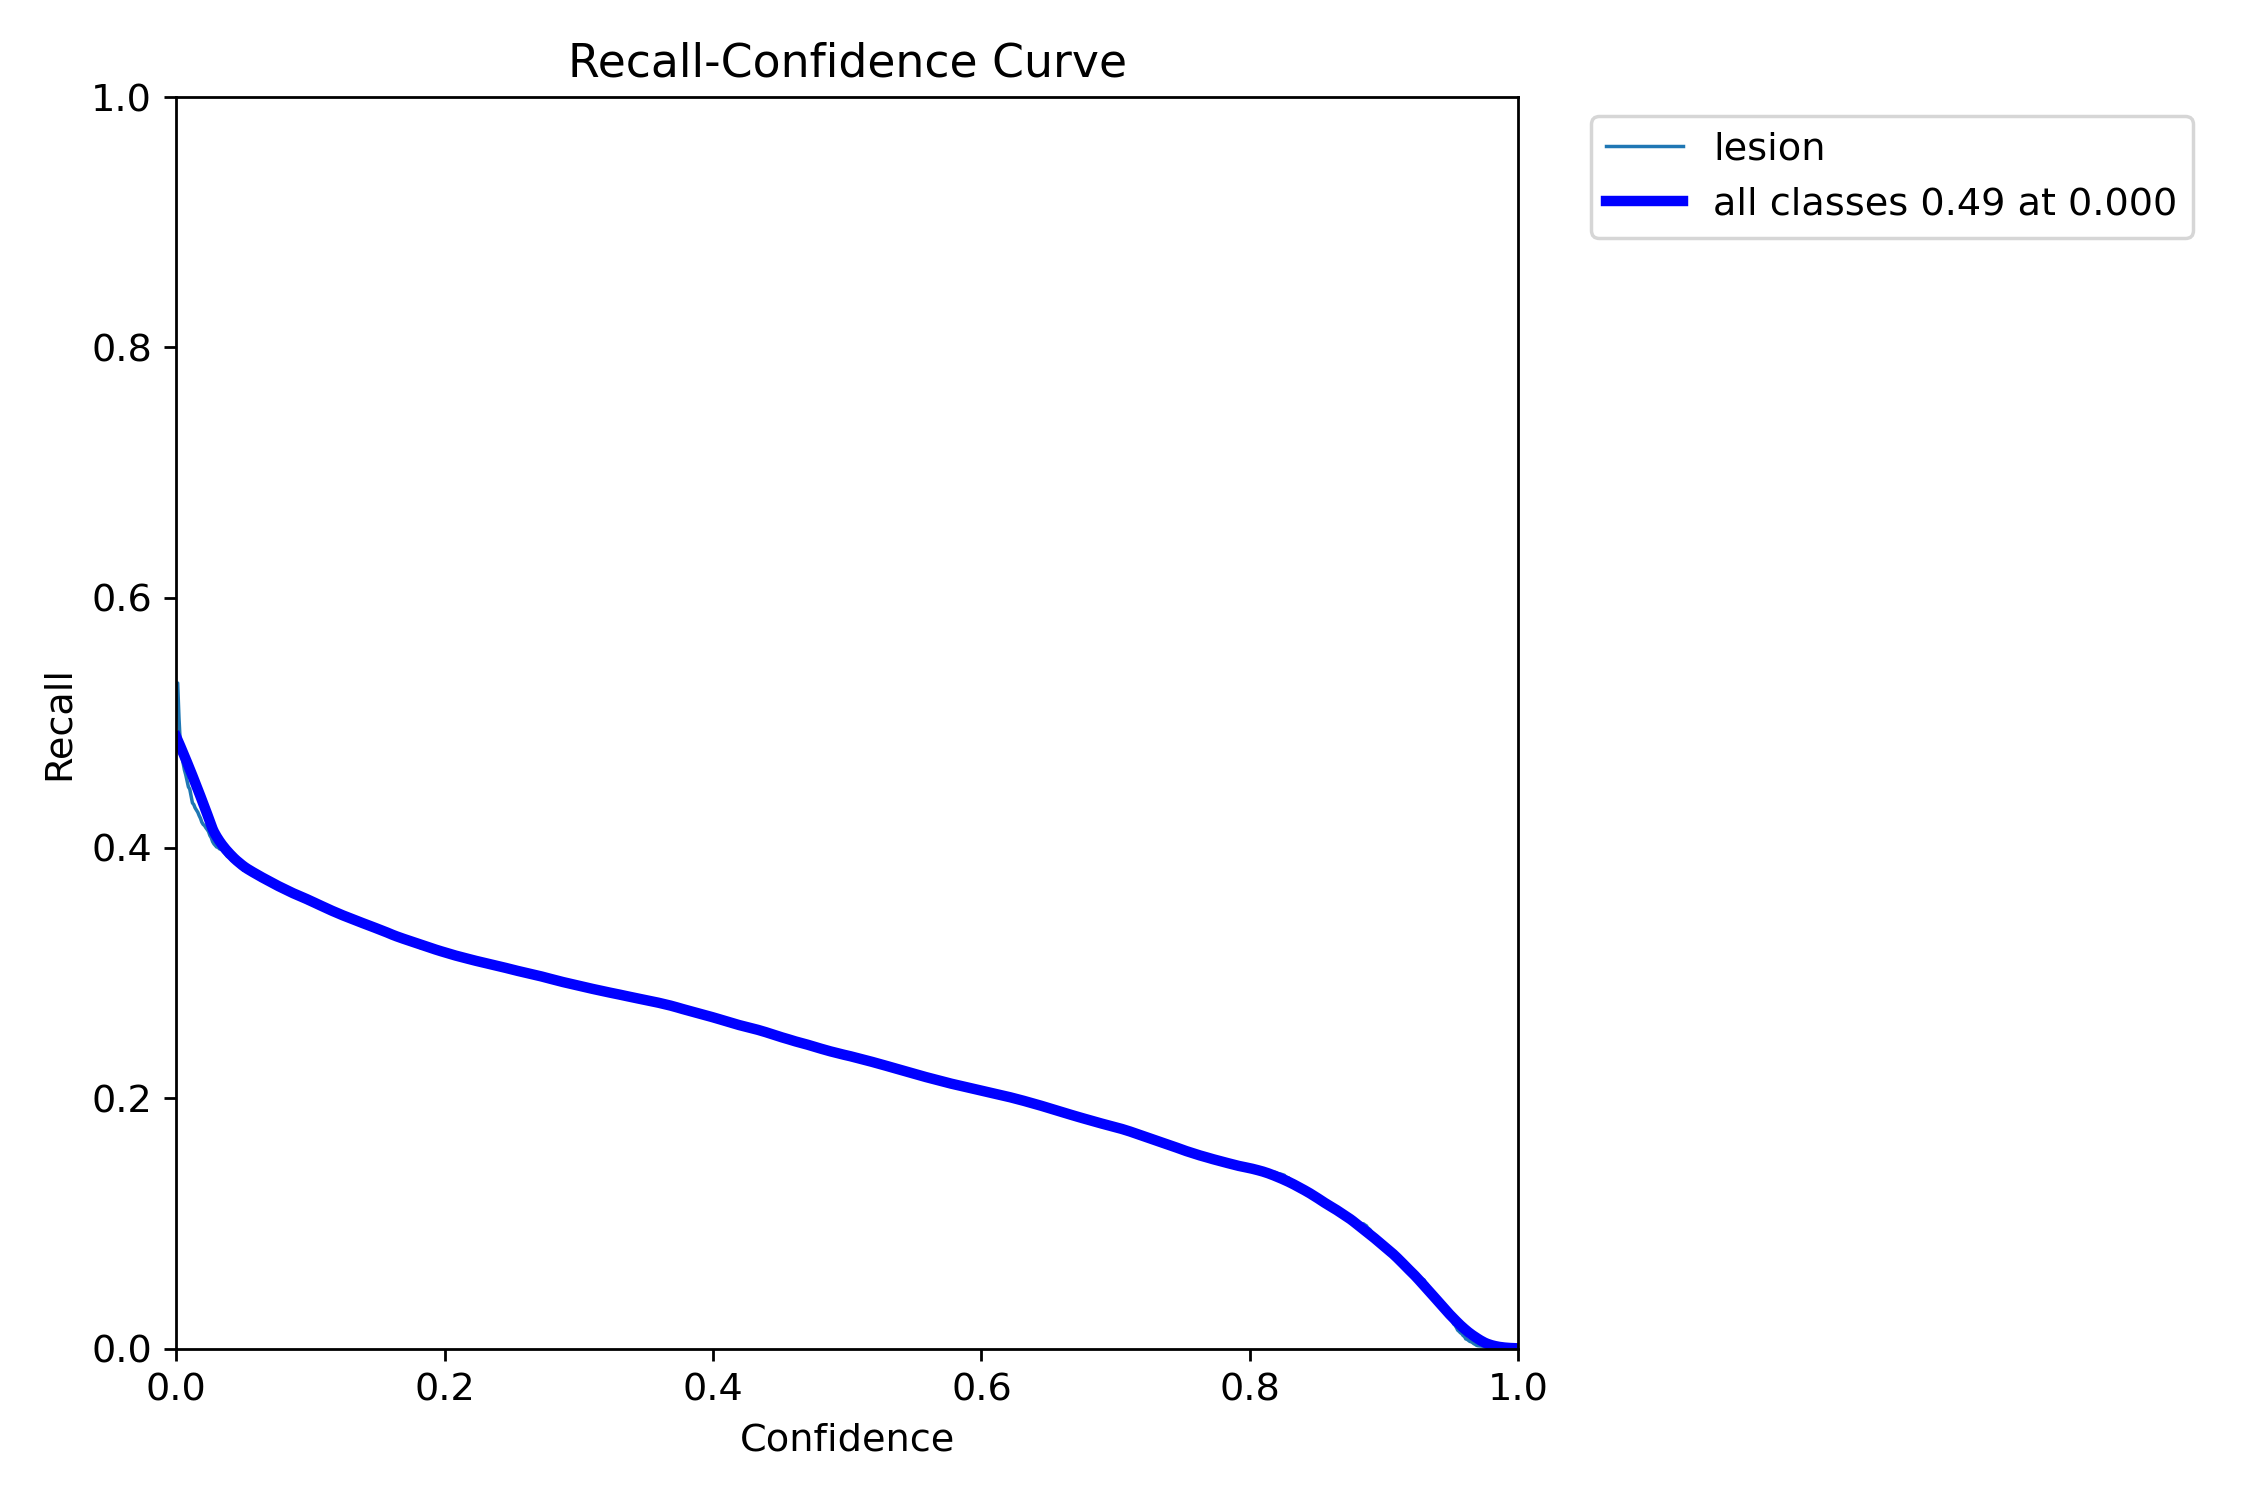 Recall-Confidence Curve
1.0
0.8
0.6
0.4
0.2
0.0
Recall
0.0 0.2 0.4 0.6 0.8 1.0
Confidence
lesion
all classes 0.49 at 0.000